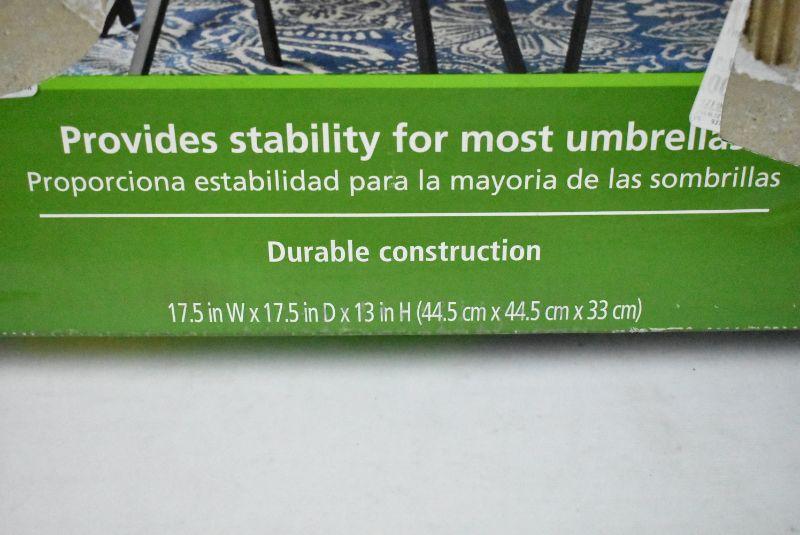 Provides stability for most umbrellas
Proporciona estabilidad para la mayoria de las sombrillas
Durable construction
17.5 in W x 17.5 in D x 13 in H (44.5 cm x 44.5 cm x 33 cm)